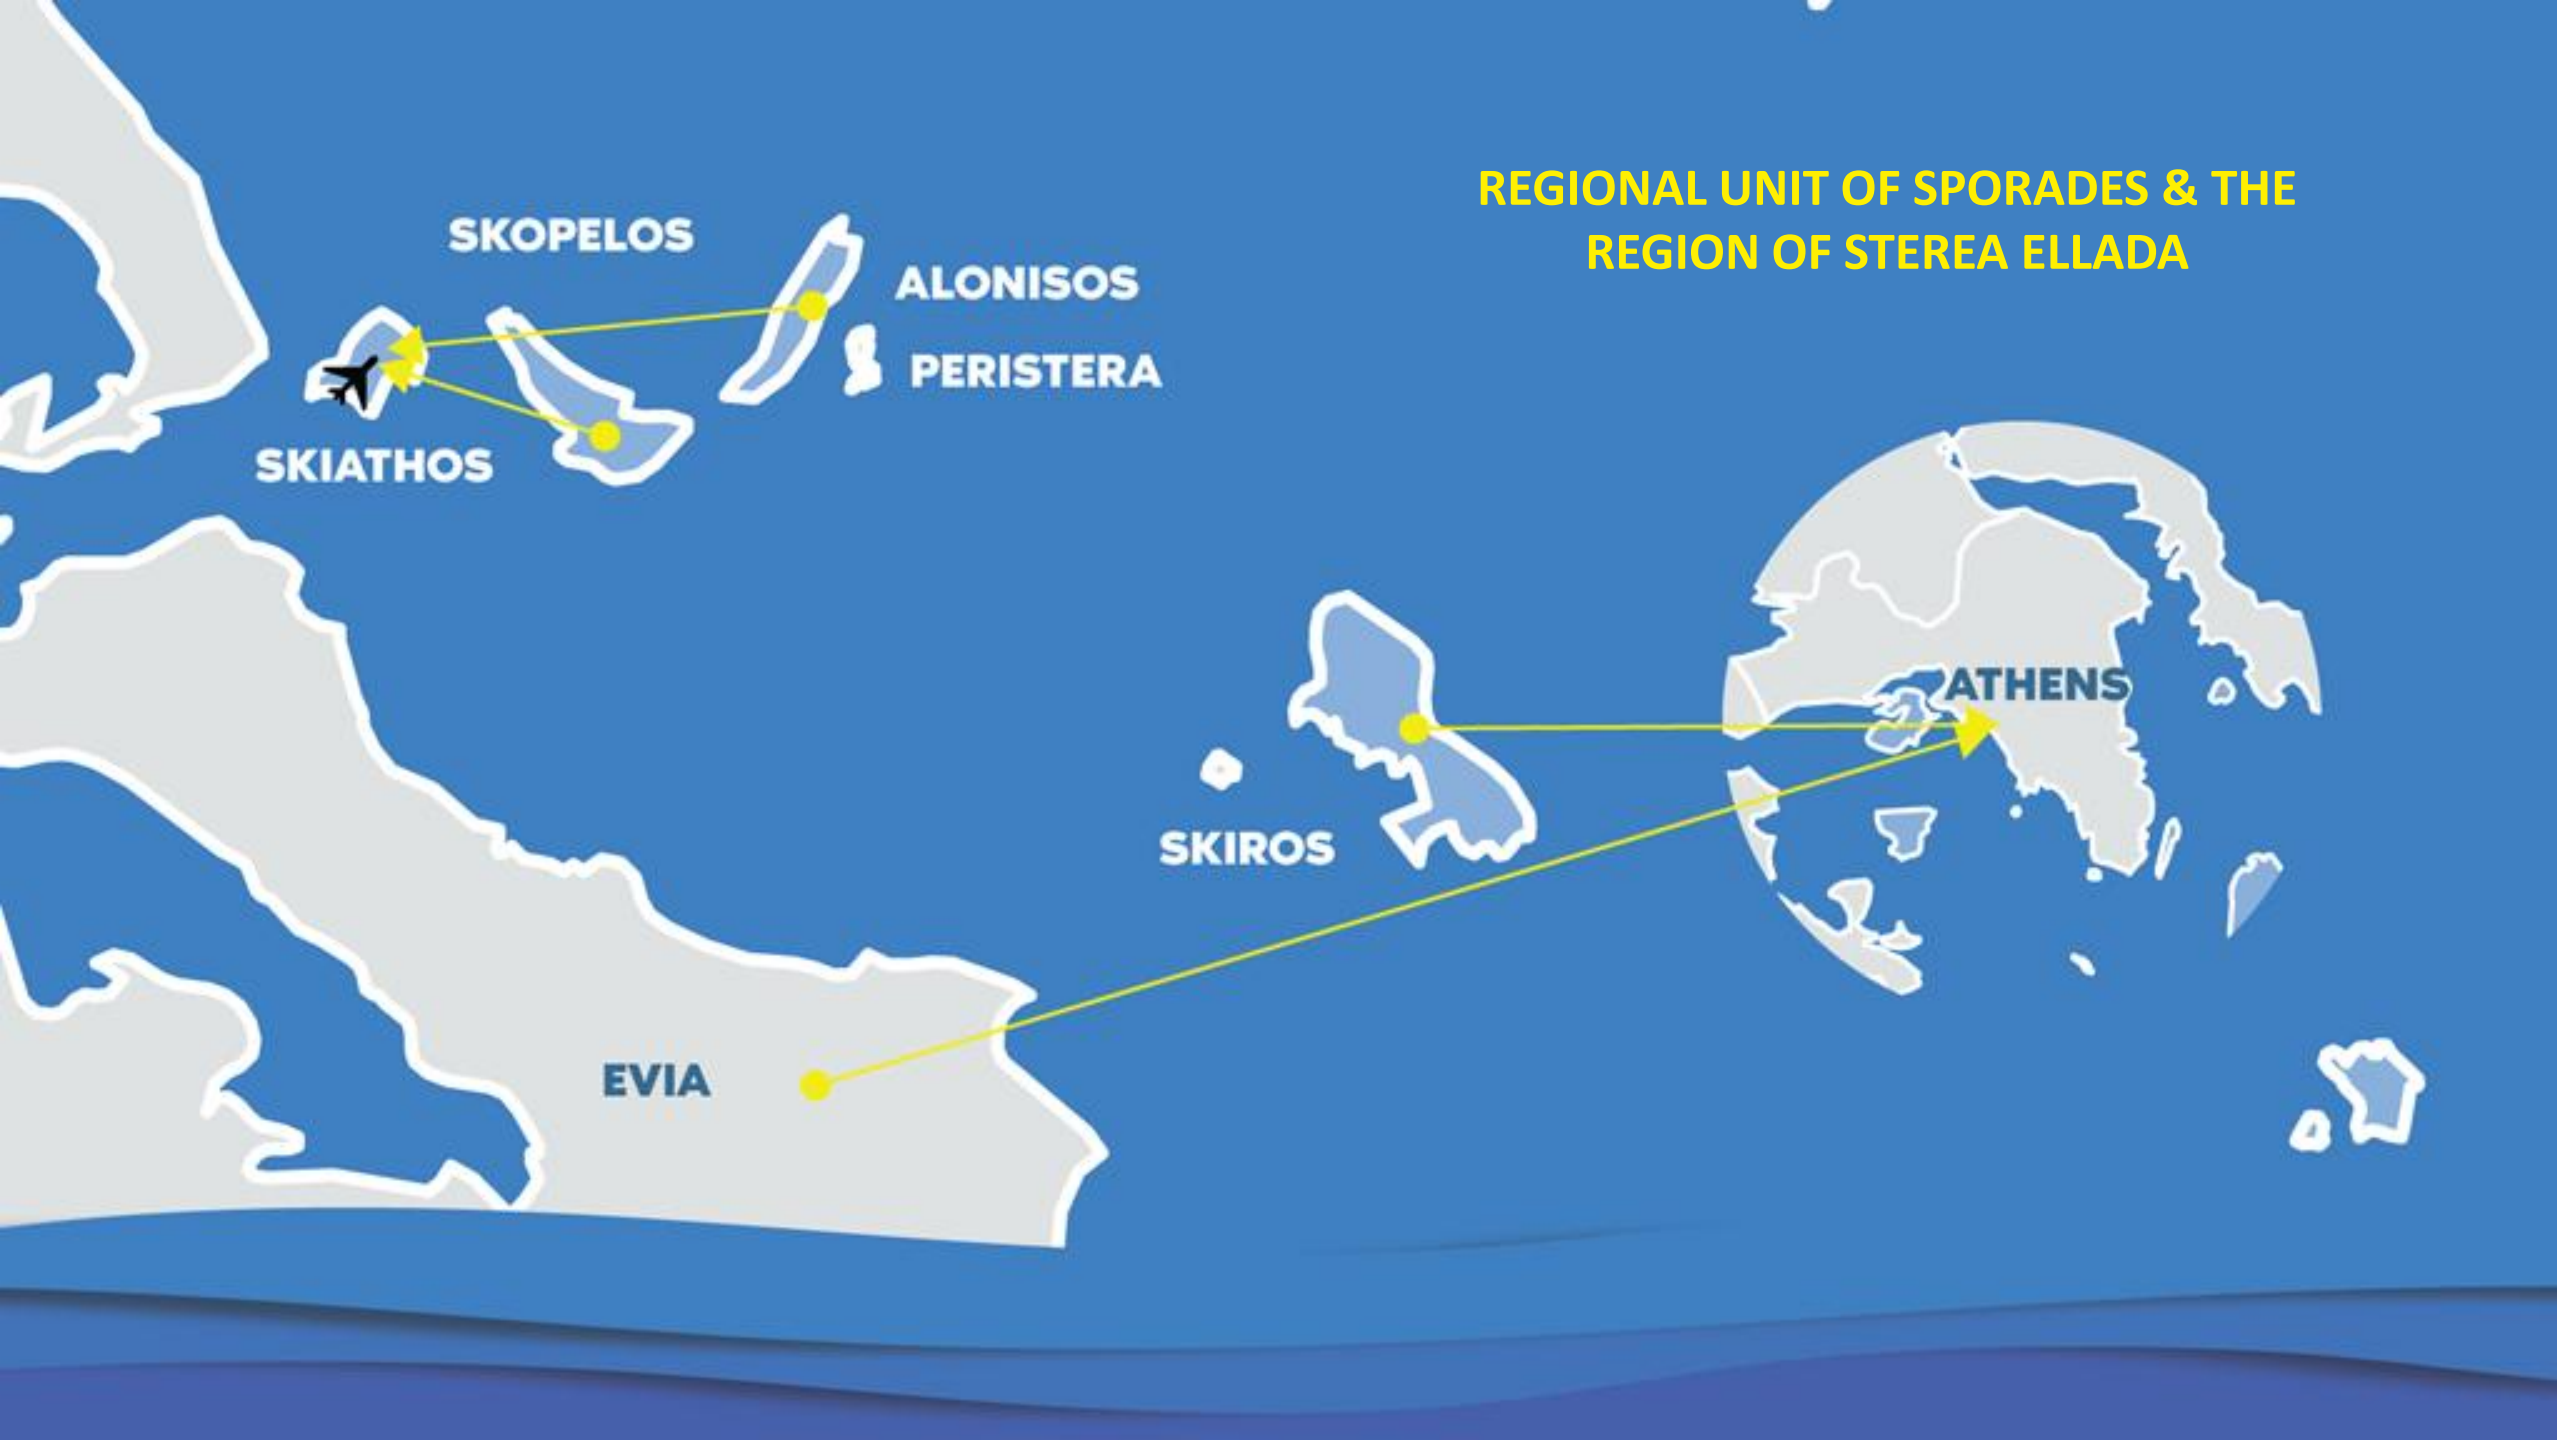 REGIONAL UNIT OF SPORADES & THE
REGION OF STEREA ELLADA
SKOPELOS
ALONISOS
PERISTERA
SKIATHOS
ATHENS
SKIROS
EVIA